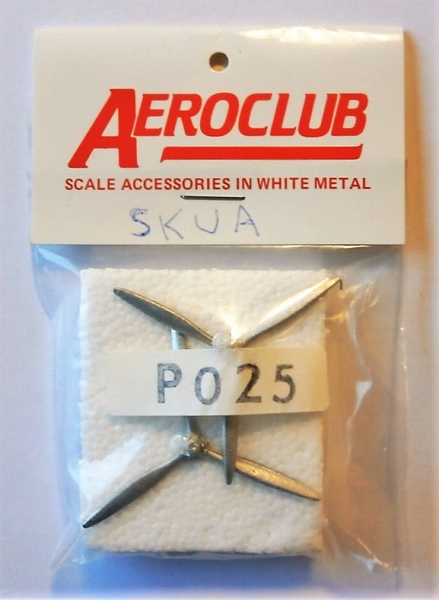 AEROCLUB
SCALE ACCESSORIES IN WHITE METAL
SKUA
P025